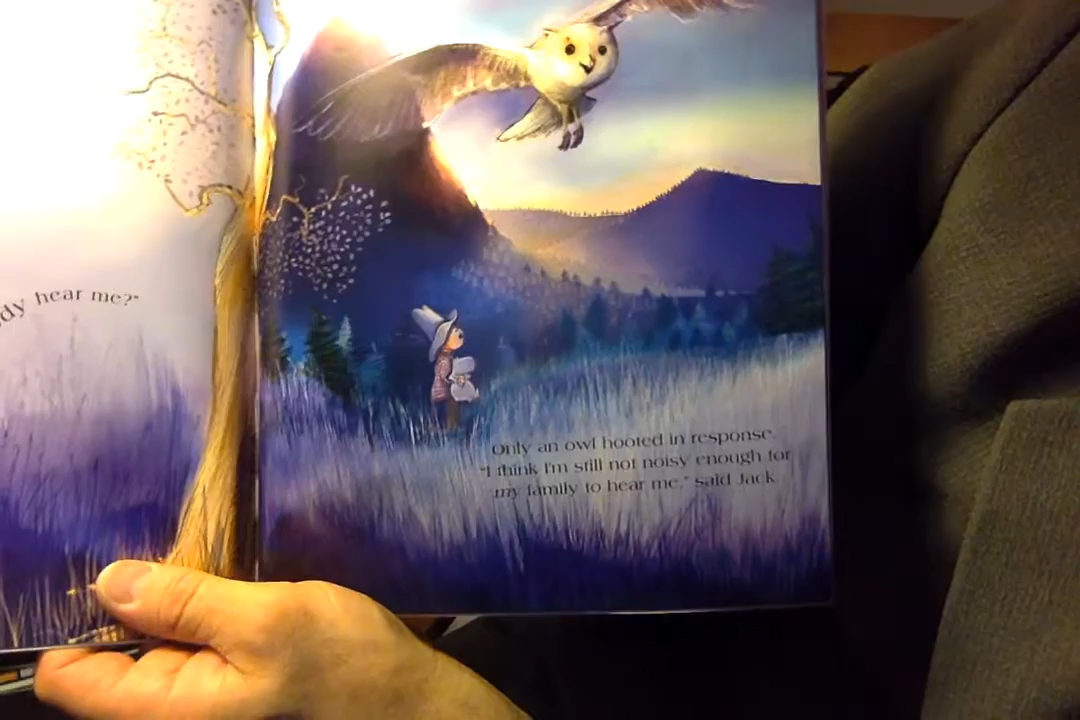 hear me?"
Only an owl hooted in response.
"I think I'm still not noisy enough for
my family to hear me," said Jack.